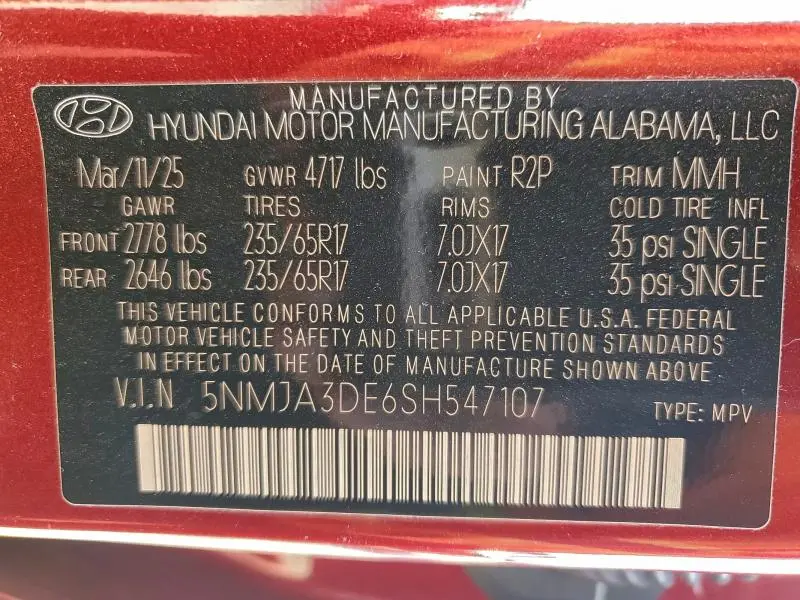 MANUFACTURED BY
HYUNDAI MOTOR MANUFACTURING ALABAMA, LLC
Mar/11/25 GVWR 4717 lbs PAINT R2P TRIM MMH
GAWR TIRES RIMS COLD TIRE INFL
FRONT 2778 lbs 235/65R17 7.0JX17 35 psi SINGLE
REAR 2646 lbs 235/65R17 7.0JX17 35 psi SINGLE
THIS VEHICLE CONFORMS TO ALL APPLICABLE U.S.A. FEDERAL
MOTOR VEHICLE SAFETY AND THEFT PREVENTION STANDARDS
IN EFFECT ON THE DATE OF MANUFACTURE SHOWN ABOVE
V.I.N 5NMJA3DE6SH547107 TYPE: MPV